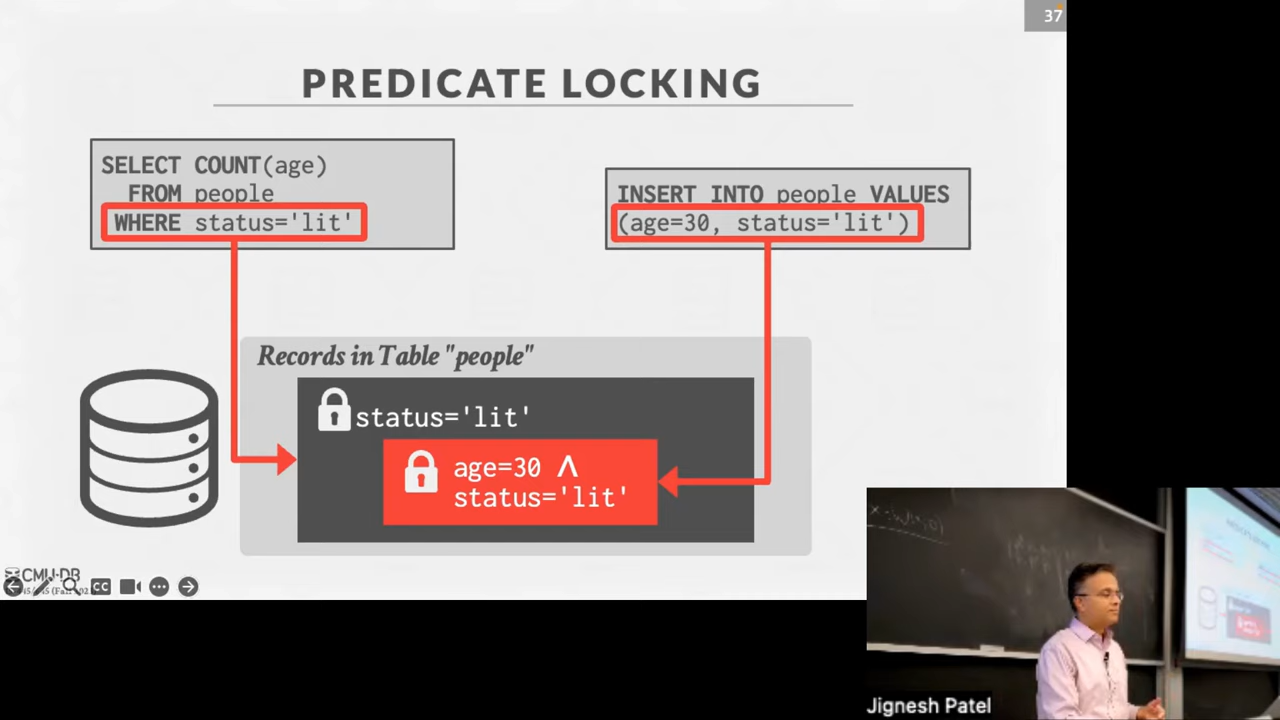 37
PREDICATE LOCKING
SELECT COUNT(age)
FROM people
WHERE status='lit'
INSERT INTO people VALUES
(age=30, status='lit')
Records in Table "people"
status='lit'
age=30 ∧
status='lit'
CMU·DB
CC
Jignesh Patel